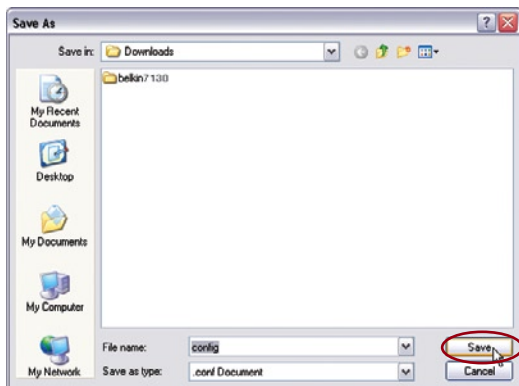 Save As
Save in: Downloads
belkin7130
My Recent
Documents
Desktop
My Documents
My Computer
My Network
File name: config
Save as type: .conf Document
Save
Cancel